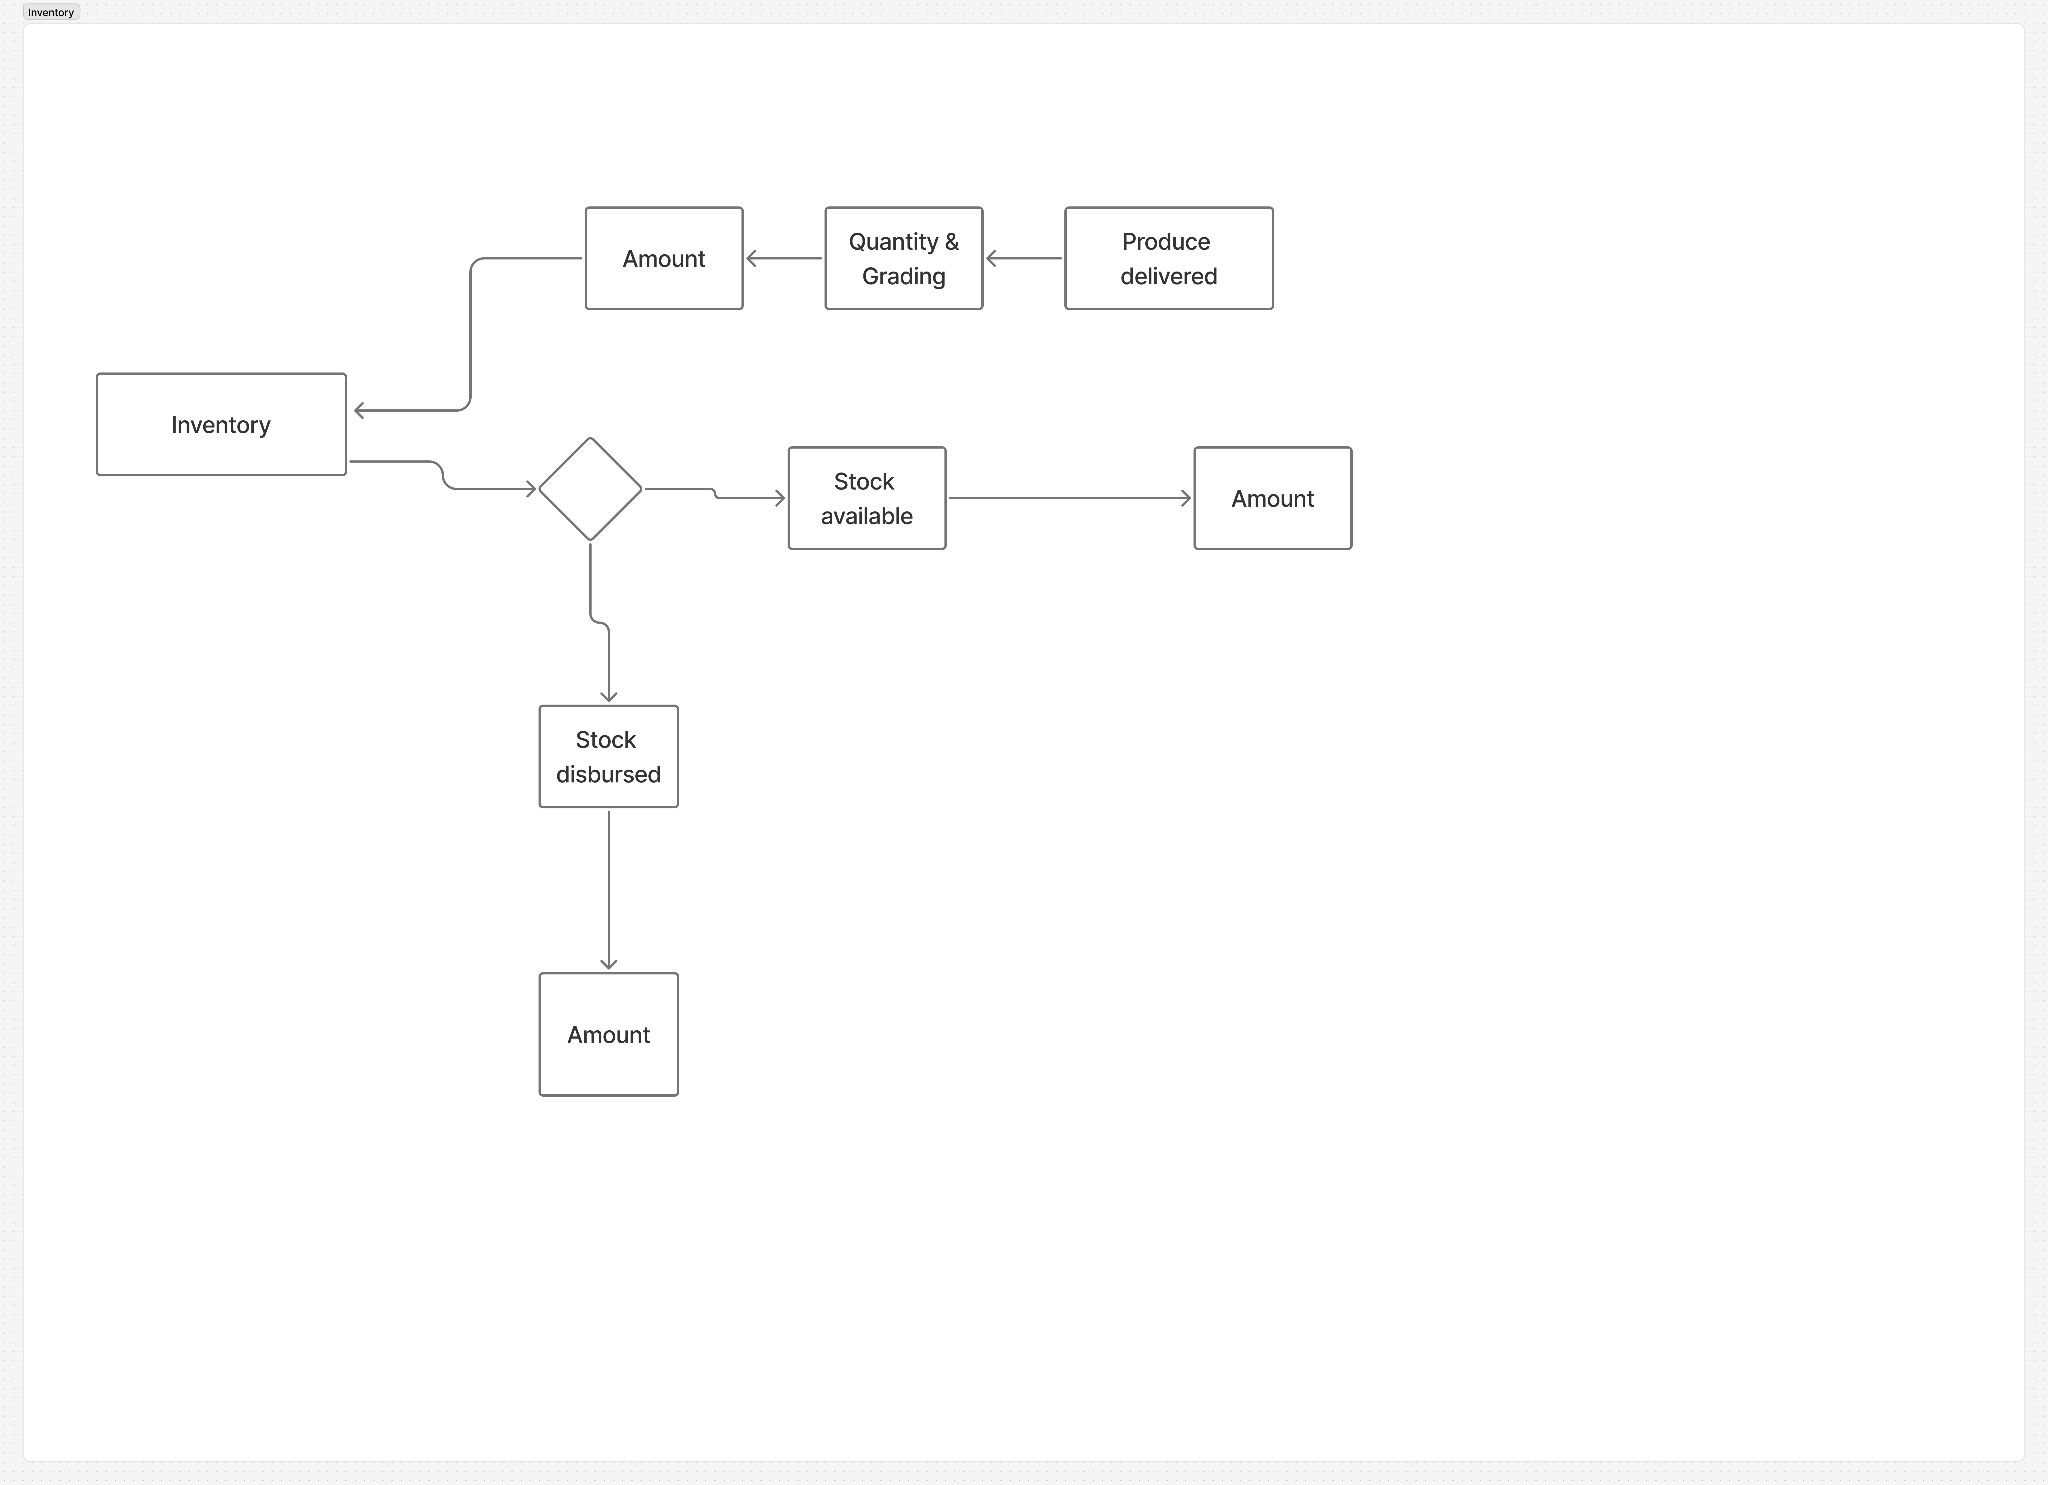 Inventory
Amount
Quantity &
Grading
Produce
delivered
Inventory
Stock
available
Amount
Stock
disbursed
Amount